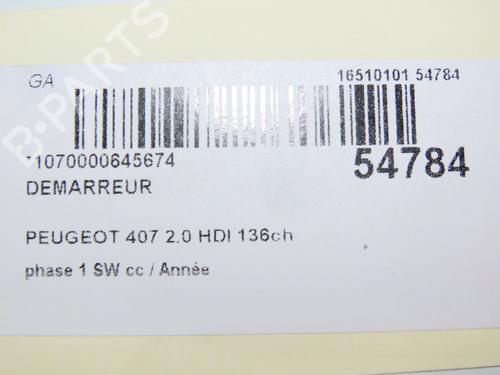 B-PARTS
GA
16510101 54784
*1070000645674
54784
DEMARREUR
PEUGEOT 407 2.0 HDI 136ch
phase 1 SW cc / Année